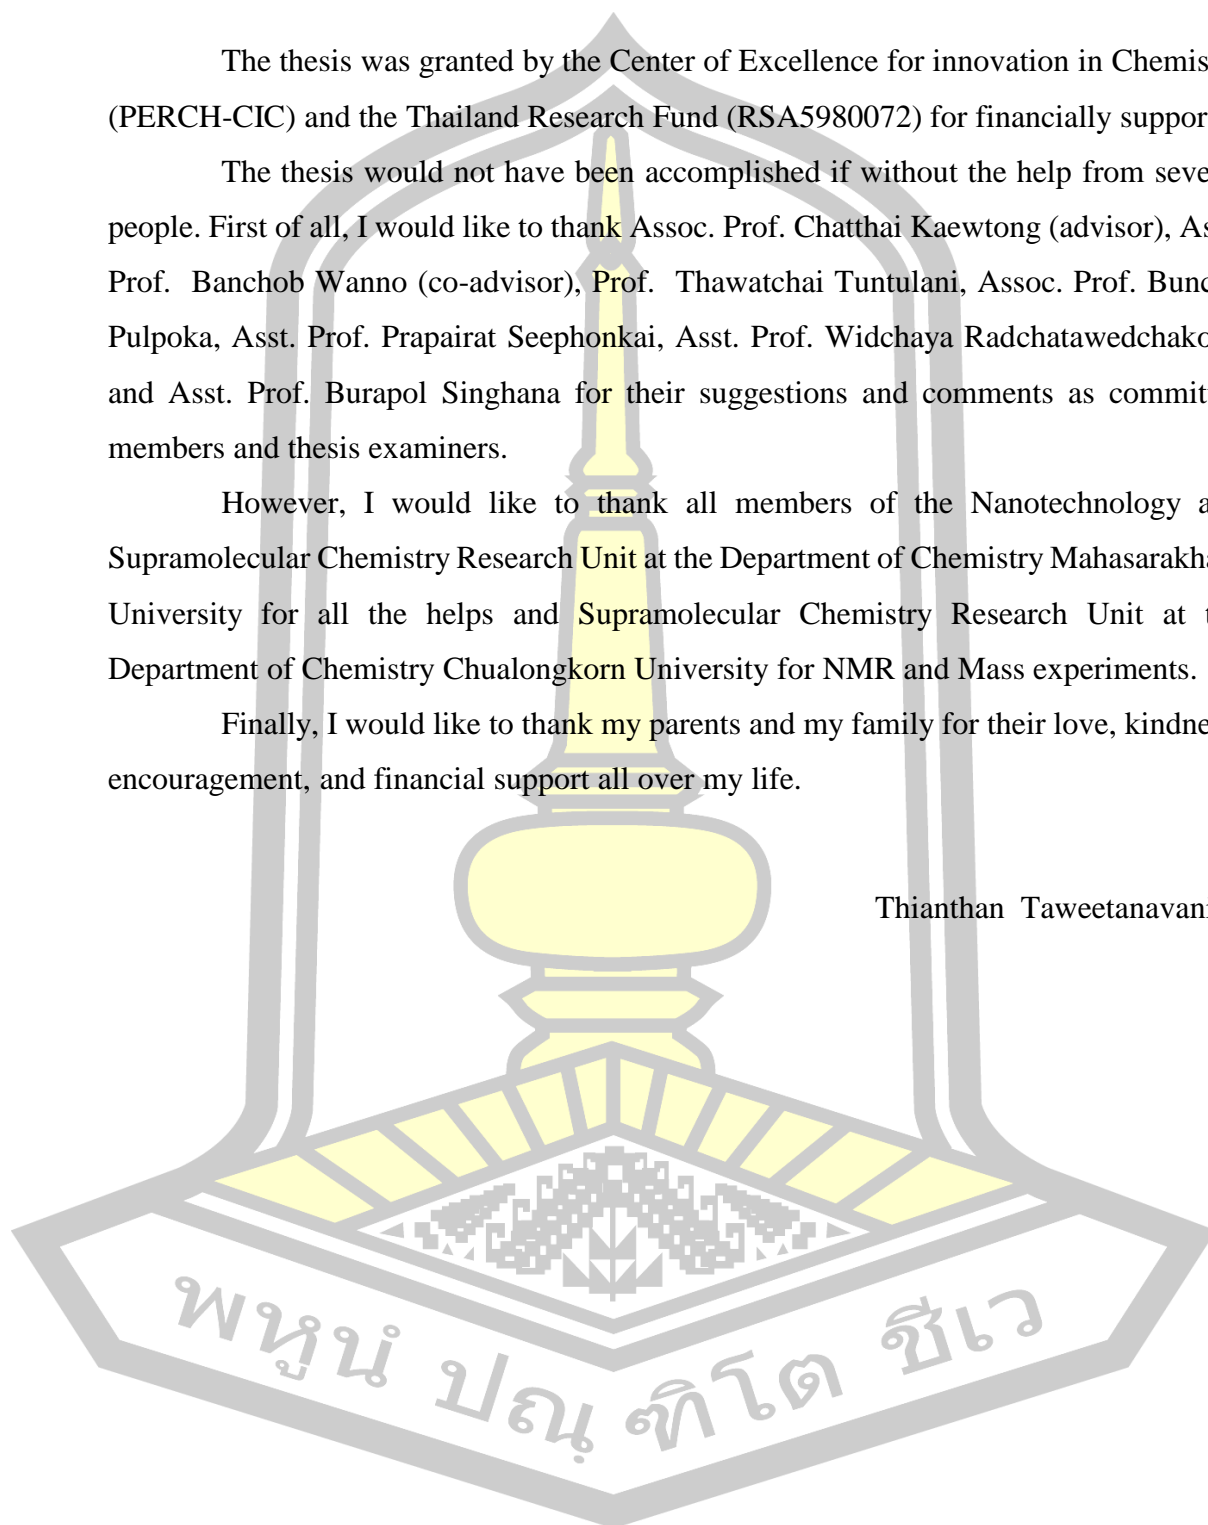 The thesis was granted by the Center of Excellence for innovation in Chemis
(PERCH-CIC) and the Thailand Research Fund (RSA5980072) for financially suppor
The thesis would not have been accomplished if without the help from seve
people. First of all, I would like to thank Assoc. Prof. Chatthai Kaewtong (advisor), As
Prof. Banchob Wanno (co-advisor), Prof. Thawatchai Tuntulani, Assoc. Prof. Bunc
Pulpoka, Asst. Prof. Prapairat Seephonkai, Asst. Prof. Widchaya Radchatawedchako
and Asst. Prof. Burapol Singhana for their suggestions and comments as commit
members and thesis examiners.
However, I would like to thank all members of the Nanotechnology a
Supramolecular Chemistry Research Unit at the Department of Chemistry Mahasarakha
University for all the helps and Supramolecular Chemistry Research Unit at t
Department of Chemistry Chualongkorn University for NMR and Mass experiments.
Finally, I would like to thank my parents and my family for their love, kindne
encouragement, and financial support all over my life.
Thianthan Taweetanavani
พหูนํ ปณฺฑิโต ชีเว